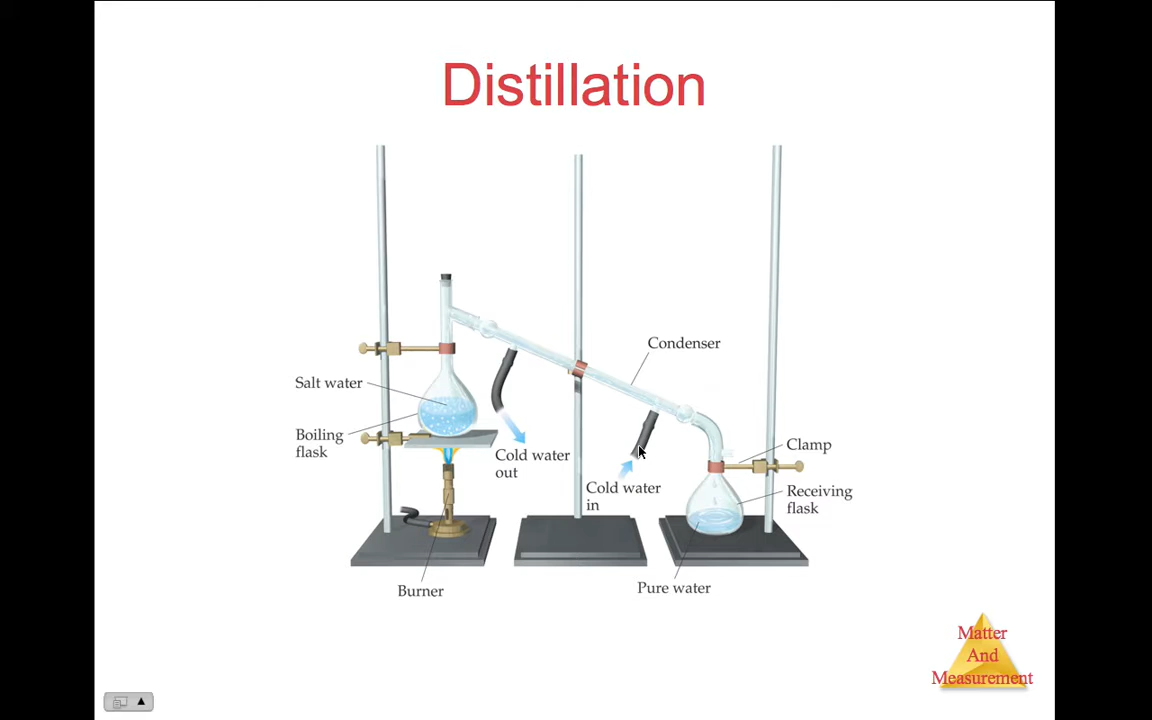 Distillation
Condenser
Salt water
Boiling
flask
Cold water
out
Cold water
in
Clamp
Receiving
flask
Burner
Pure water
Matter
And
Measurement